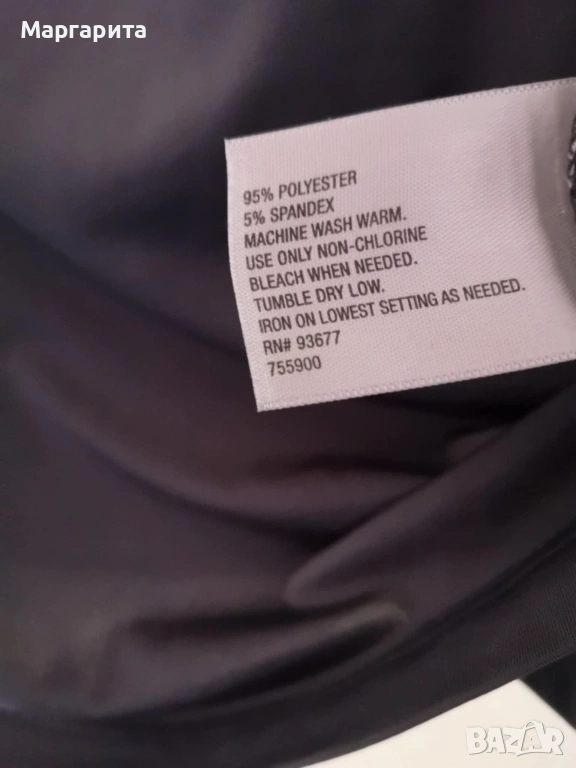 Маргарита
95% POLYESTER
5% SPANDEX
MACHINE WASH WARM.
USE ONLY NON-CHLORINE
BLEACH WHEN NEEDED.
TUMBLE DRY LOW.
IRON ON LOWEST SETTING AS NEEDED.
RN# 93677
755900
BAZAR